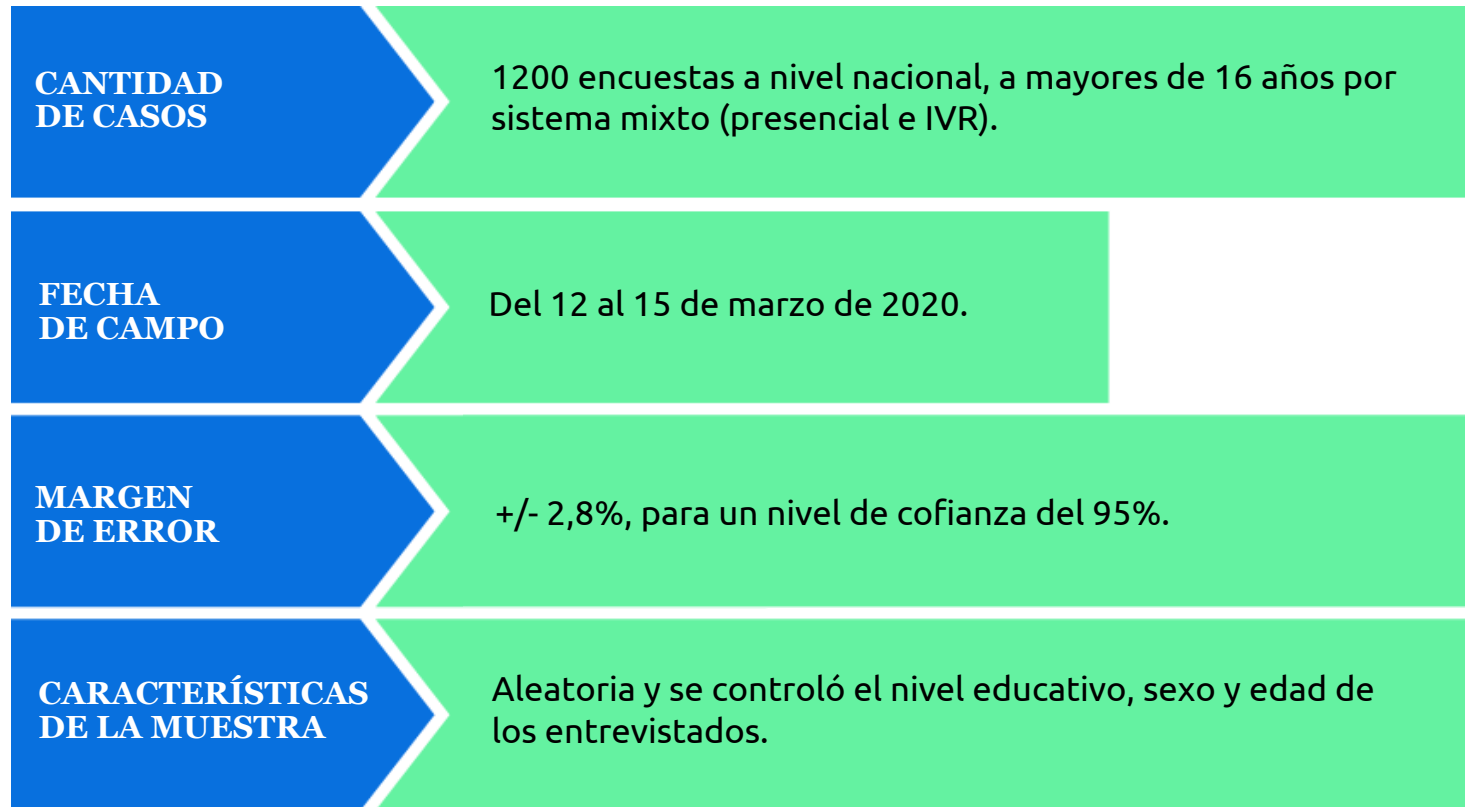 CANTIDAD
DE CASOS
1200 encuestas a nivel nacional, a mayores de 16 años por
sistema mixto (presencial e IVR).
FECHA
DE CAMPO
Del 12 al 15 de marzo de 2020.
MARGEN
DE ERROR
+/- 2,8%, para un nivel de cofianza del 95%.
CARACTERÍSTICAS
DE LA MUESTRA
Aleatoria y se controló el nivel educativo, sexo y edad de
los entrevistados.